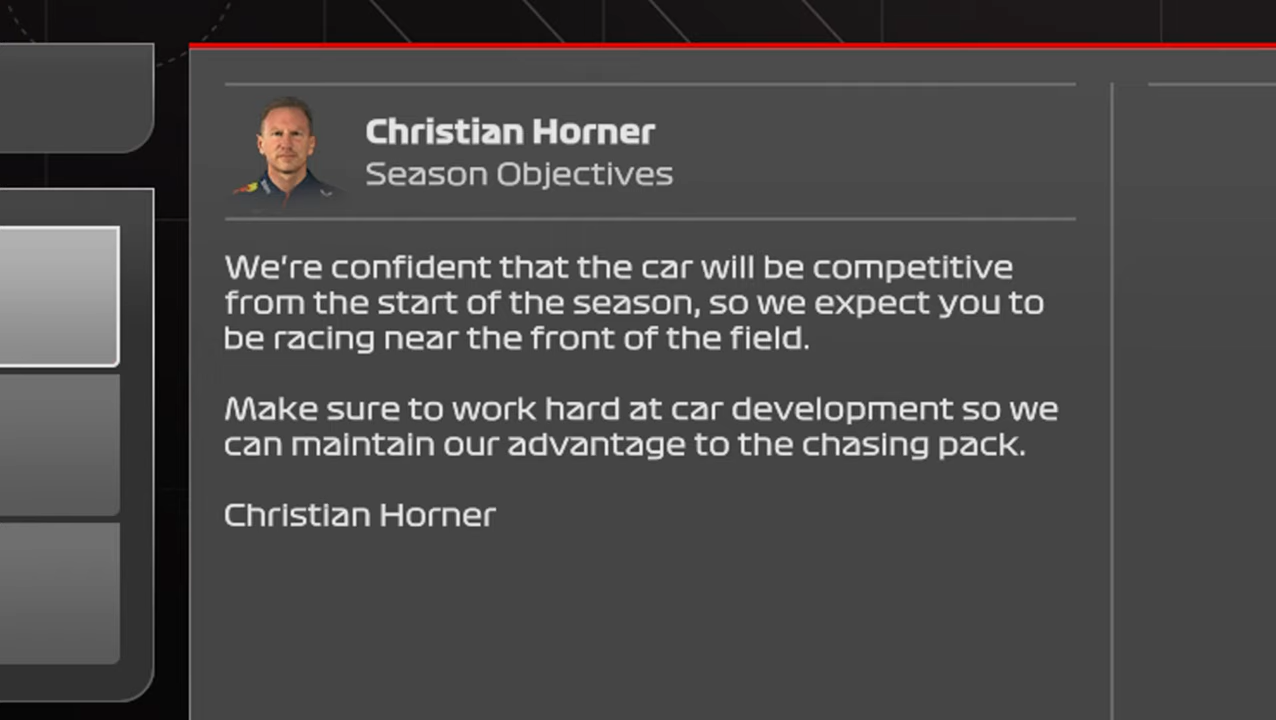 Christian Horner
Season Objectives
We're confident that the car will be competitive
from the start of the season, so we expect you to
be racing near the front of the field.
Make sure to work hard at car development so we
can maintain our advantage to the chasing pack.
Christian Horner